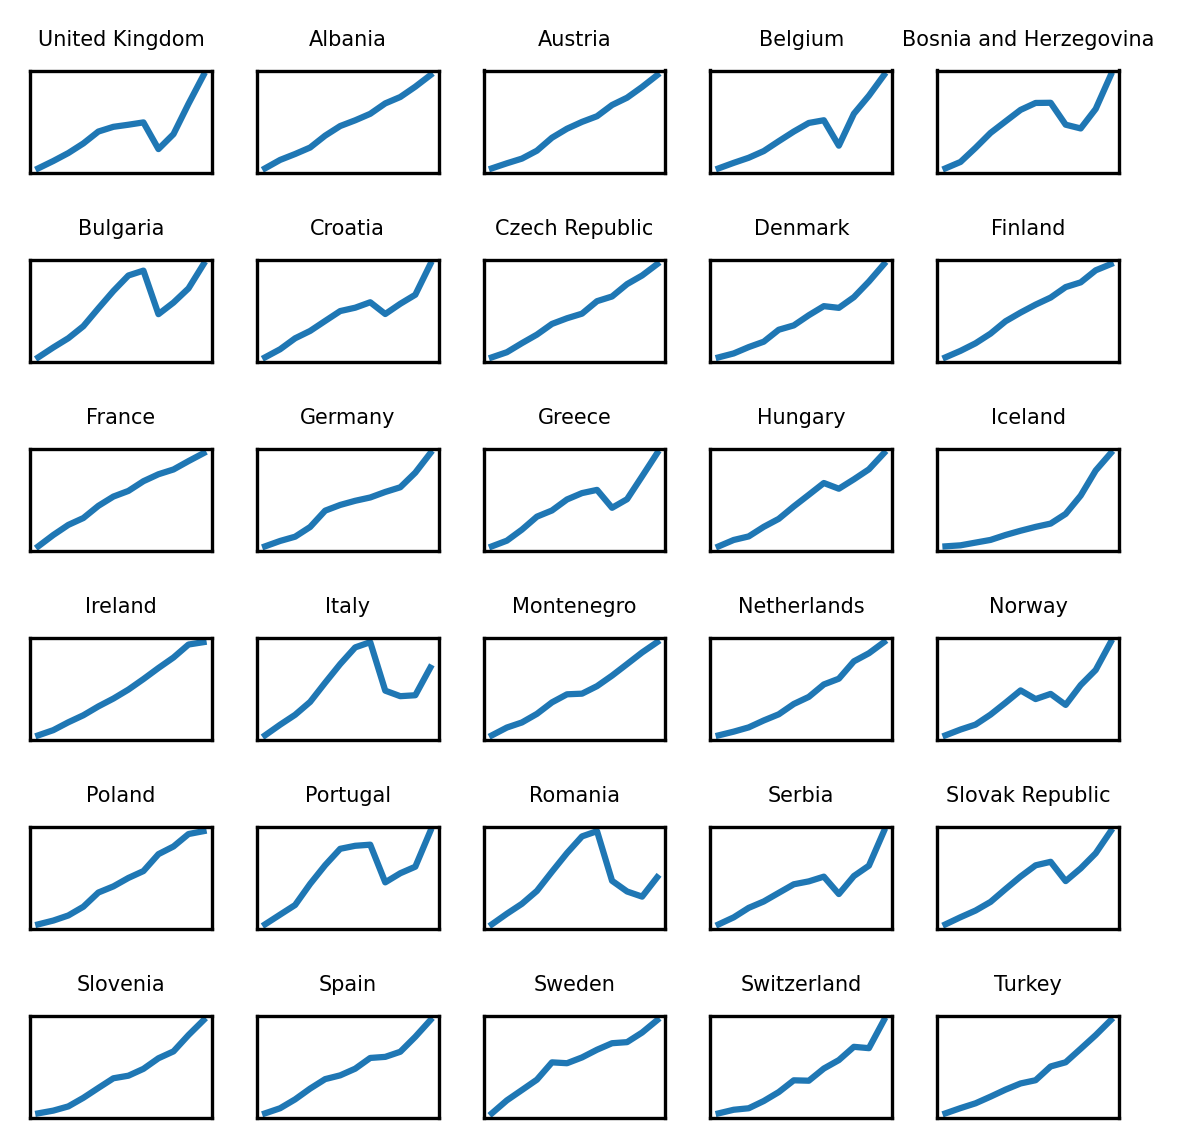 United Kingdom
Albania
Austria
Belgium
Bosnia and Herzegovina
Bulgaria
Croatia
Czech Republic
Denmark
Finland
France
Germany
Greece
Hungary
Iceland
Ireland
Italy
Montenegro
Netherlands
Norway
Poland
Portugal
Romania
Serbia
Slovak Republic
Slovenia
Spain
Sweden
Switzerland
Turkey